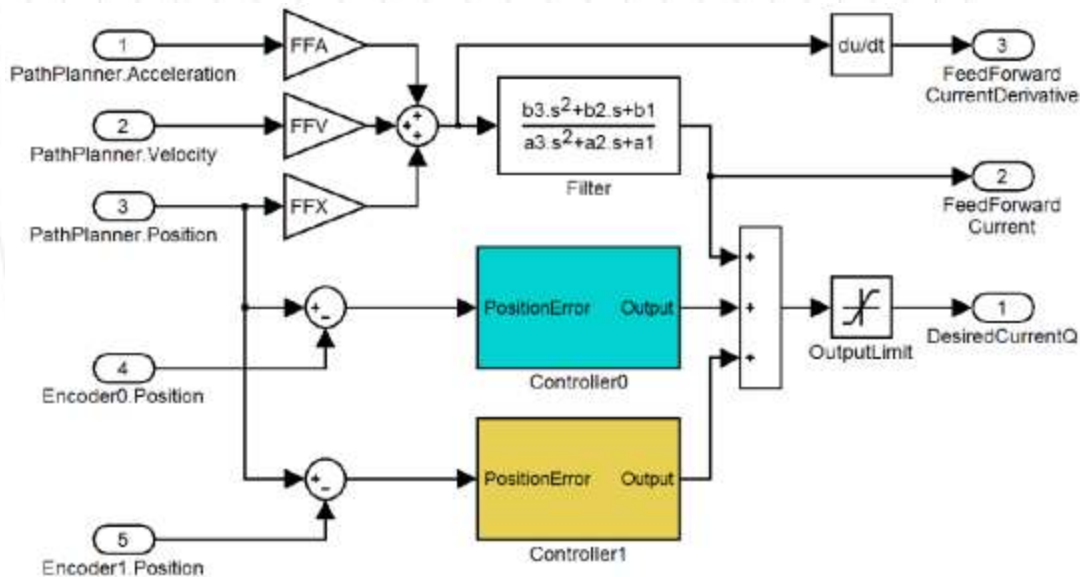 1
PathPlanner.Acceleration
FFA
du/dt
3
FeedForward
CurrentDerivative
2
PathPlanner.Velocity
FFV
+
+
+
b3.s²+b2.s+b1
a3.s²+a2.s+a1
Filter
3
PathPlanner.Position
FFX
2
FeedForward
Current
+
-
PositionError
Output
Controller0
+
+
+
OutputLimit
1
DesiredCurrentQ
4
Encoder0.Position
+
-
PositionError
Output
Controller1
5
Encoder1.Position